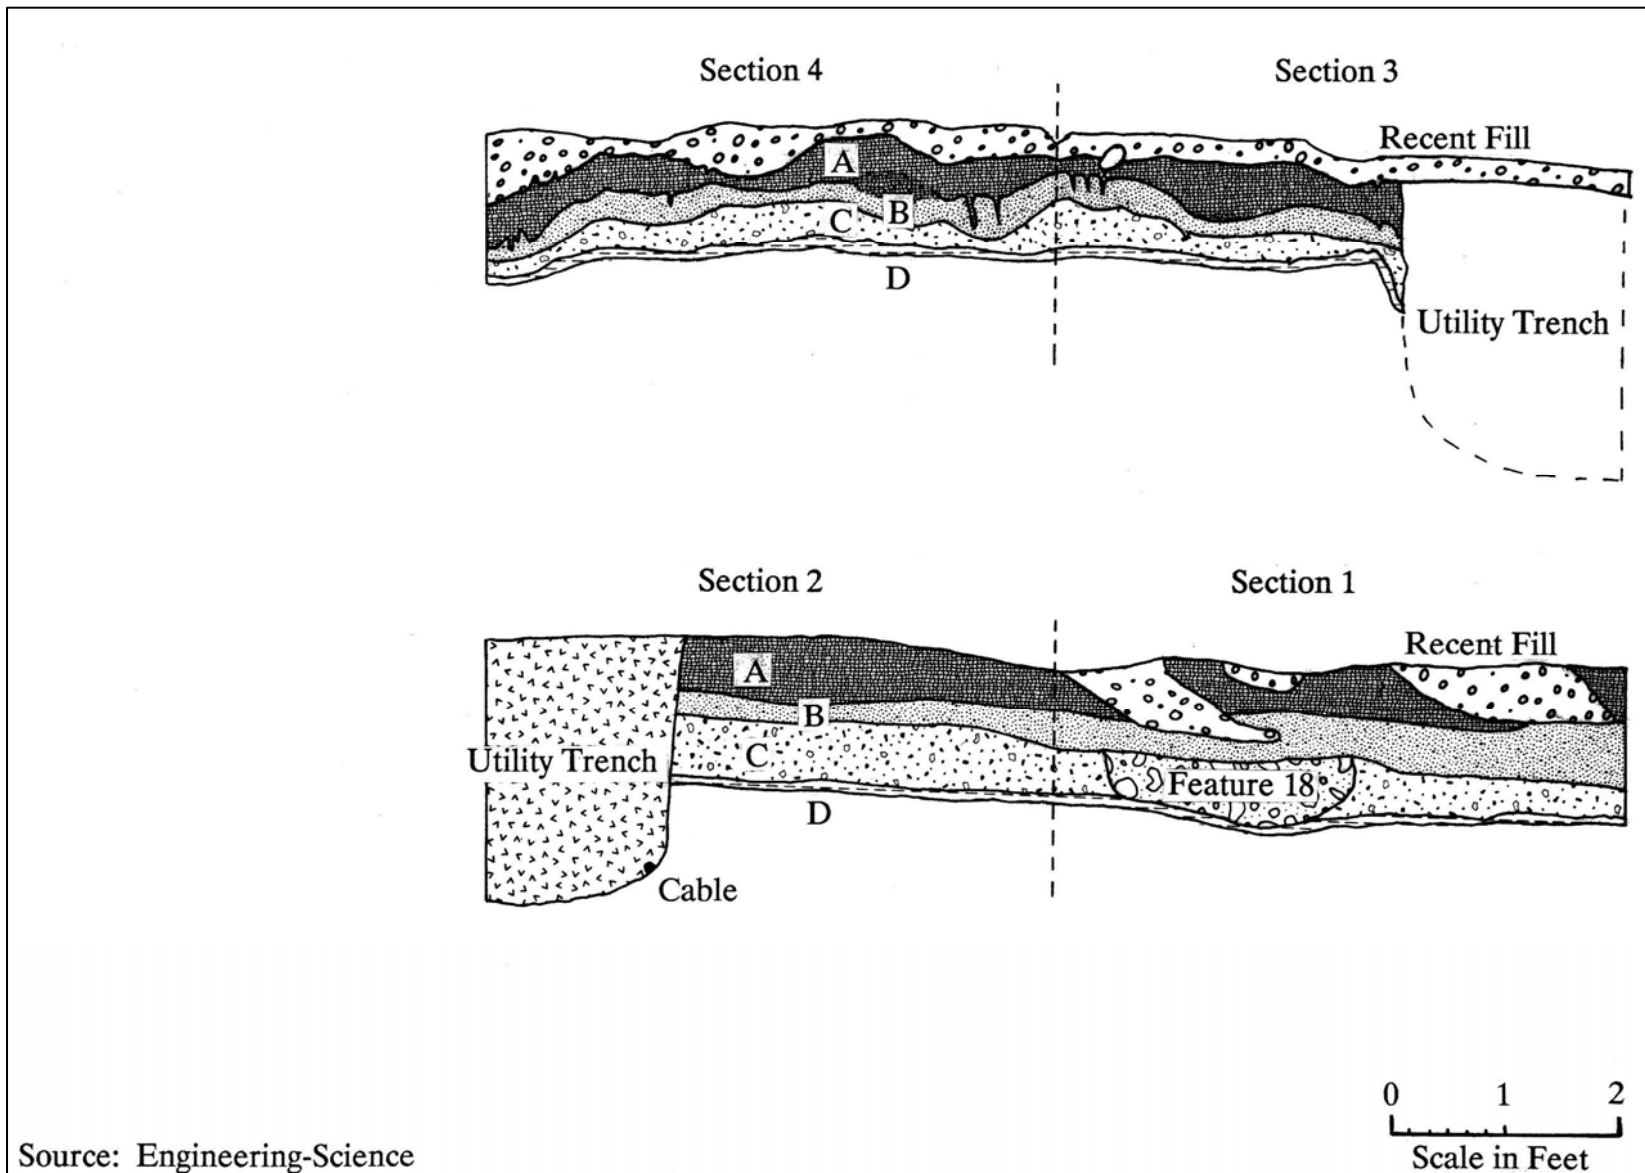 Section 4
Section 3
Recent Fill
A
B
C
D
Utility Trench
Section 2
Section 1
Recent Fill
A
B
Utility Trench
C
Feature 18
D
Cable
0 1 2
Source: Engineering-Science
Scale in Feet